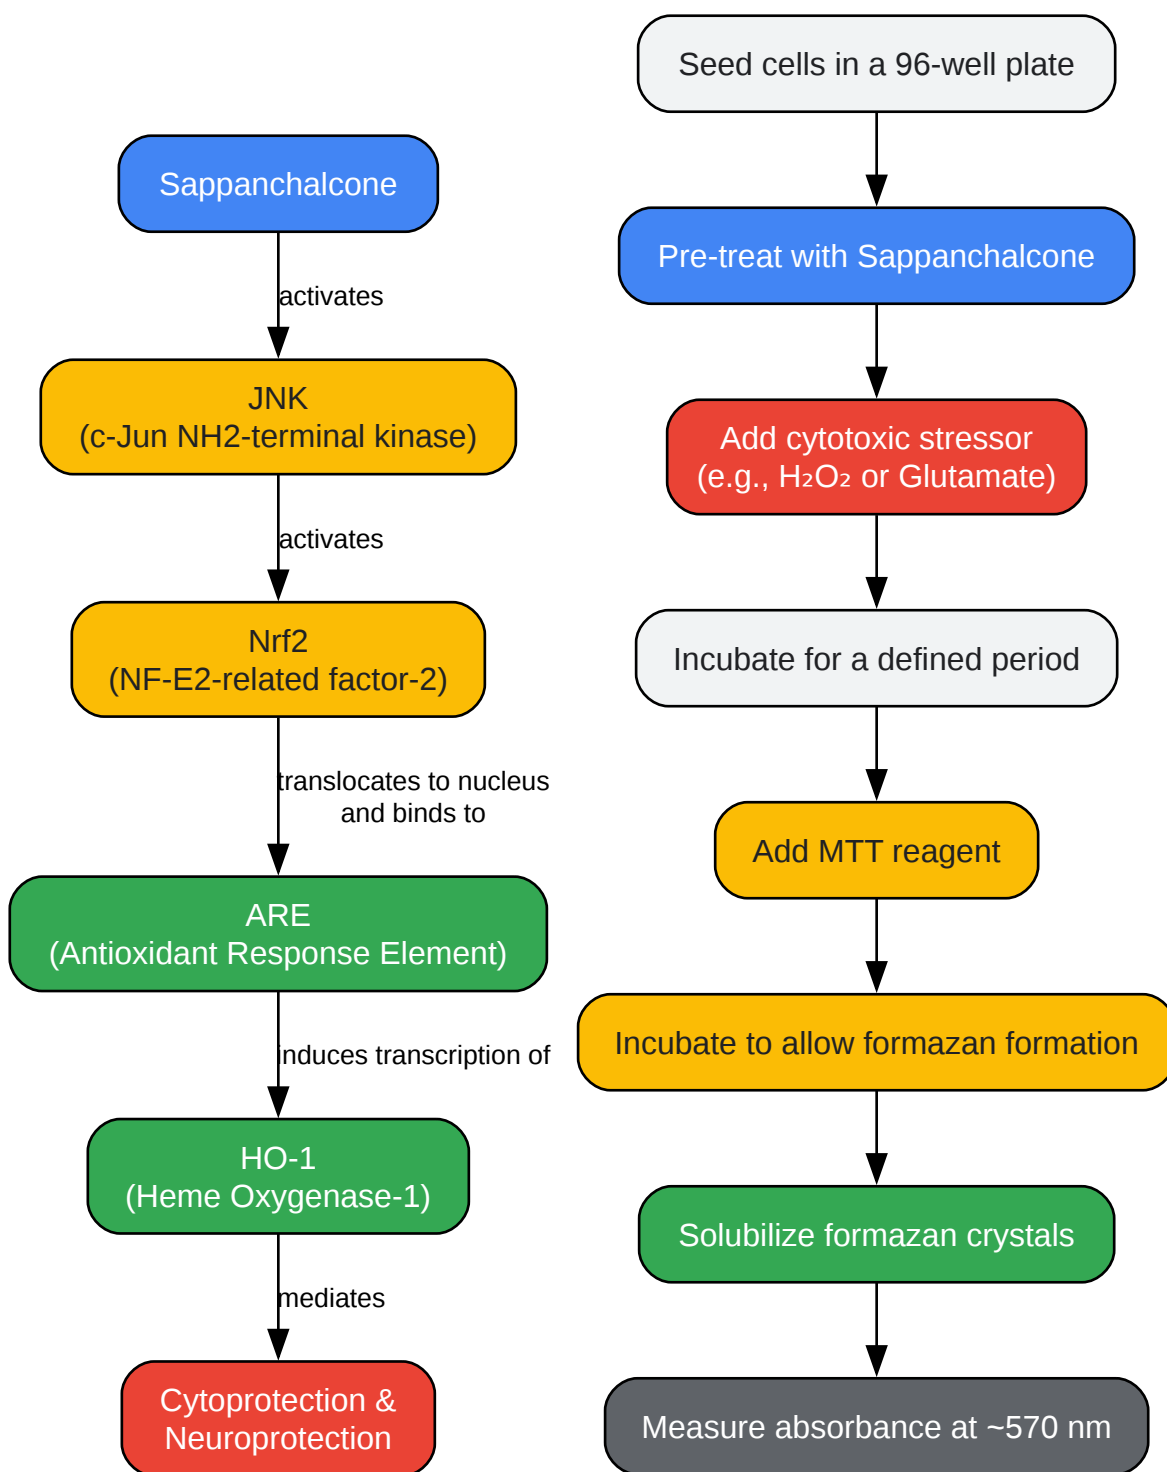 Sappanchalcone
activates
JNK
(c-Jun NH2-terminal kinase)
activates
Nrf2
(NF-E2-related factor-2)
translocates to nucleus
and binds to
ARE
(Antioxidant Response Element)
induces transcription of
HO-1
(Heme Oxygenase-1)
mediates
Cytoprotection &
Neuroprotection
Seed cells in a 96-well plate
Pre-treat with Sappanchalcone
Add cytotoxic stressor
(e.g., H₂O₂ or Glutamate)
Incubate for a defined period
Add MTT reagent
Incubate to allow formazan formation
Solubilize formazan crystals
Measure absorbance at ~570 nm